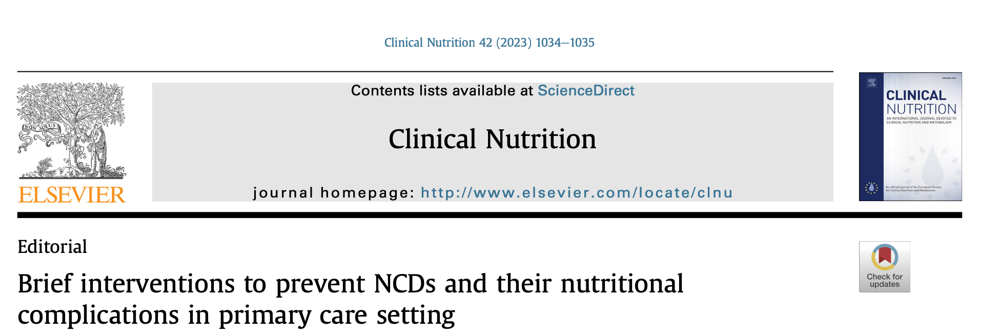 Clinical Nutrition 42 (2023) 1034–1035
NON SOLUS
ELSEVIER
Contents lists available at ScienceDirect
Clinical Nutrition
journal homepage: http://www.elsevier.com/locate/clnu
CLINICAL
NUTRITION
AN INTERNATIONAL JOURNAL DEVOTED TO
CLINICAL NUTRITION AND METABOLISM
An official journal of the European Society
for Clinical Nutrition and Metabolism
Editorial
Brief interventions to prevent NCDs and their nutritional
complications in primary care setting
Check for
updates